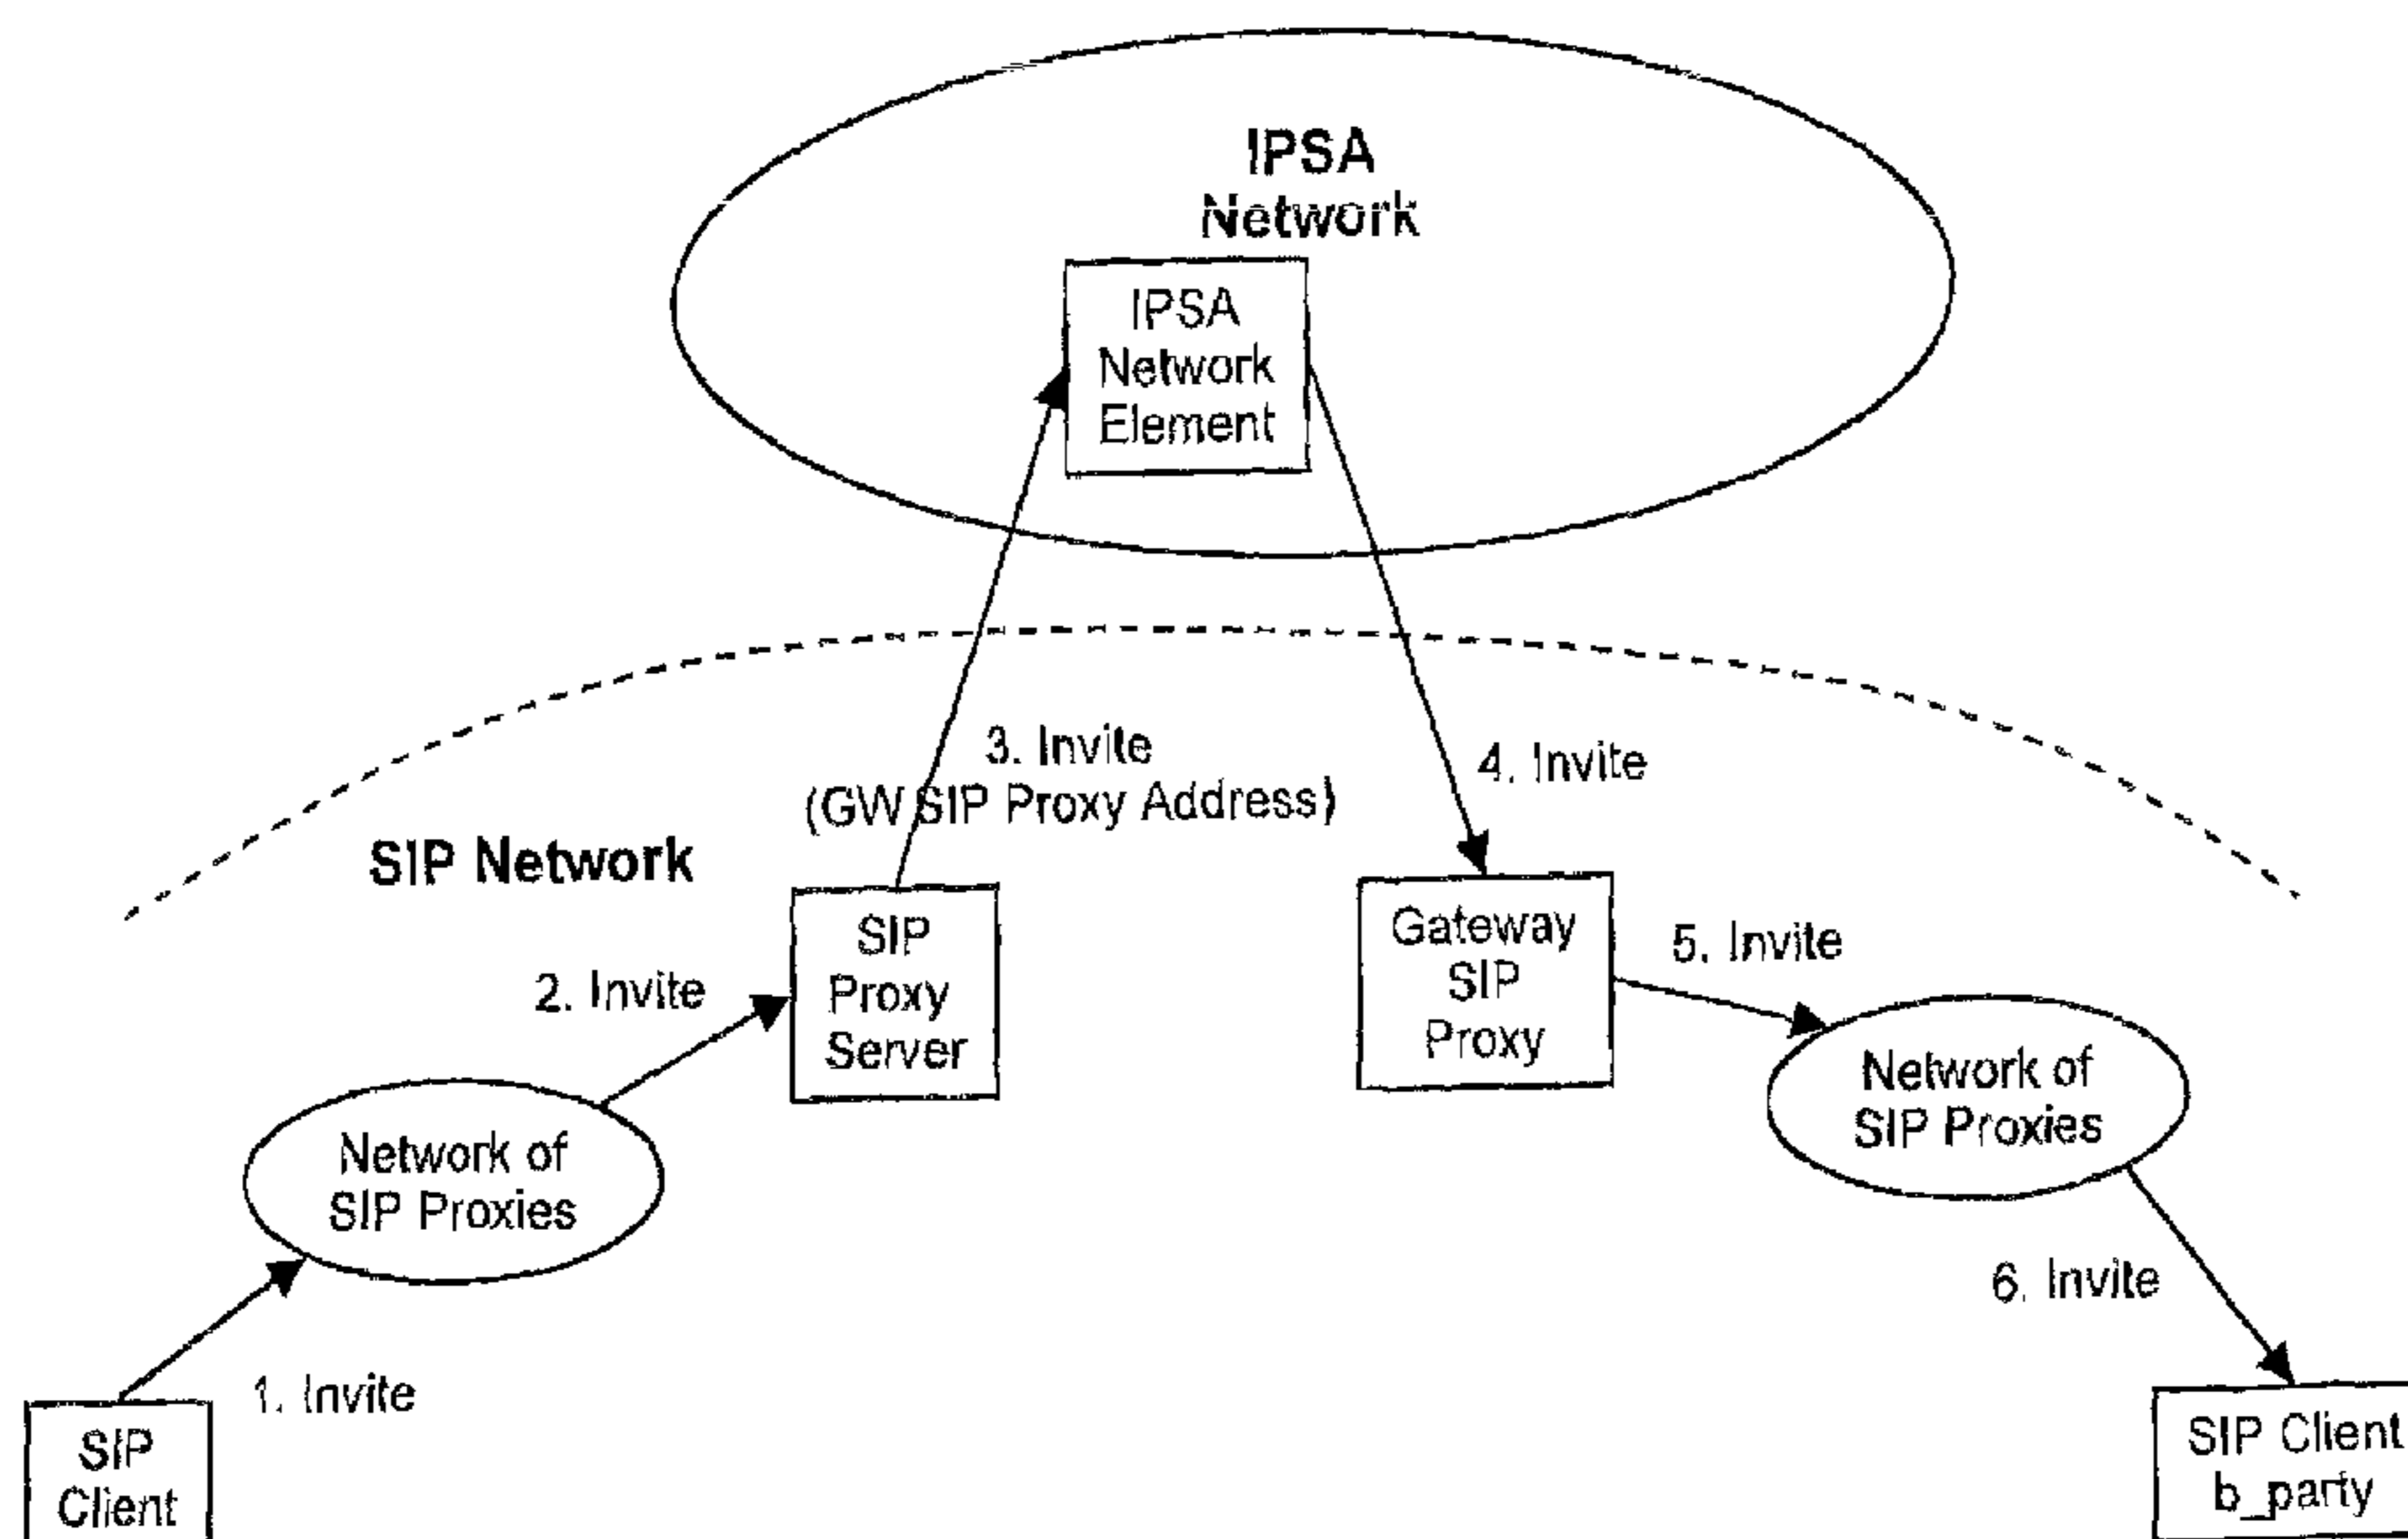 IPSA
Network
IPSA
Network
Element
3. Invite
(GW SIP Proxy Address)
4. Invite
SIP Network
SIP
Proxy
Server
Gateway
SIP
Proxy
2. Invite
5. Invite
Network of
SIP Proxies
Network of
SIP Proxies
1. Invite
6. Invite
SIP
Client
SIP Client
b_party